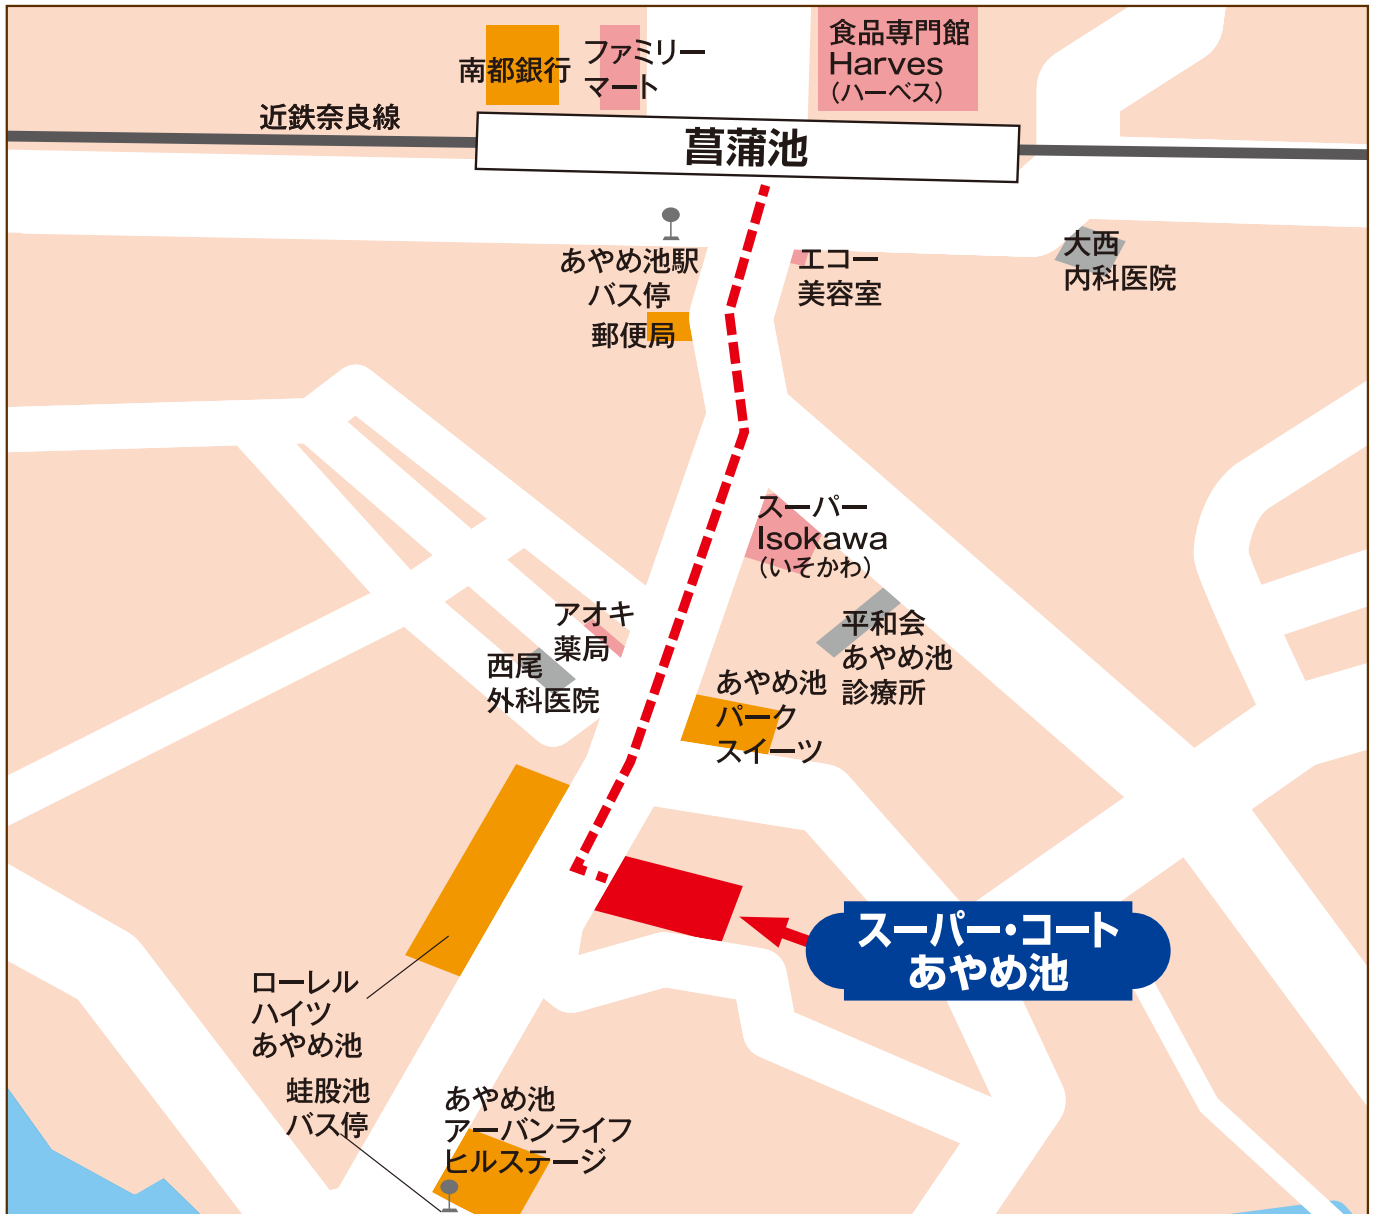 南都銀行
ファミリー
マート
食品専門館
Harves
（ハーベス）
近鉄奈良線
菖蒲池
あやめ池駅
バス停
郵便局
エコー
美容室
大西
内科医院
スーパー
Isokawa
（いそかわ）
アオキ
薬局
西尾
外科医院
平和会
あやめ池
診療所
あやめ池
パーク
スイーツ
スーパー・コート
あやめ池
ローレル
ハイツ
あやめ池
蛙股池
バス停
あやめ池
アーバンライフ
ヒルステージ